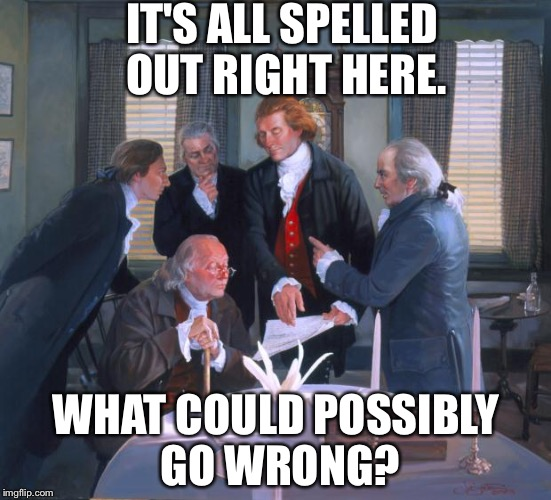 IT'S ALL SPELLED
OUT RIGHT HERE.
WHAT COULD POSSIBLY
GO WRONG?
imgflip.com